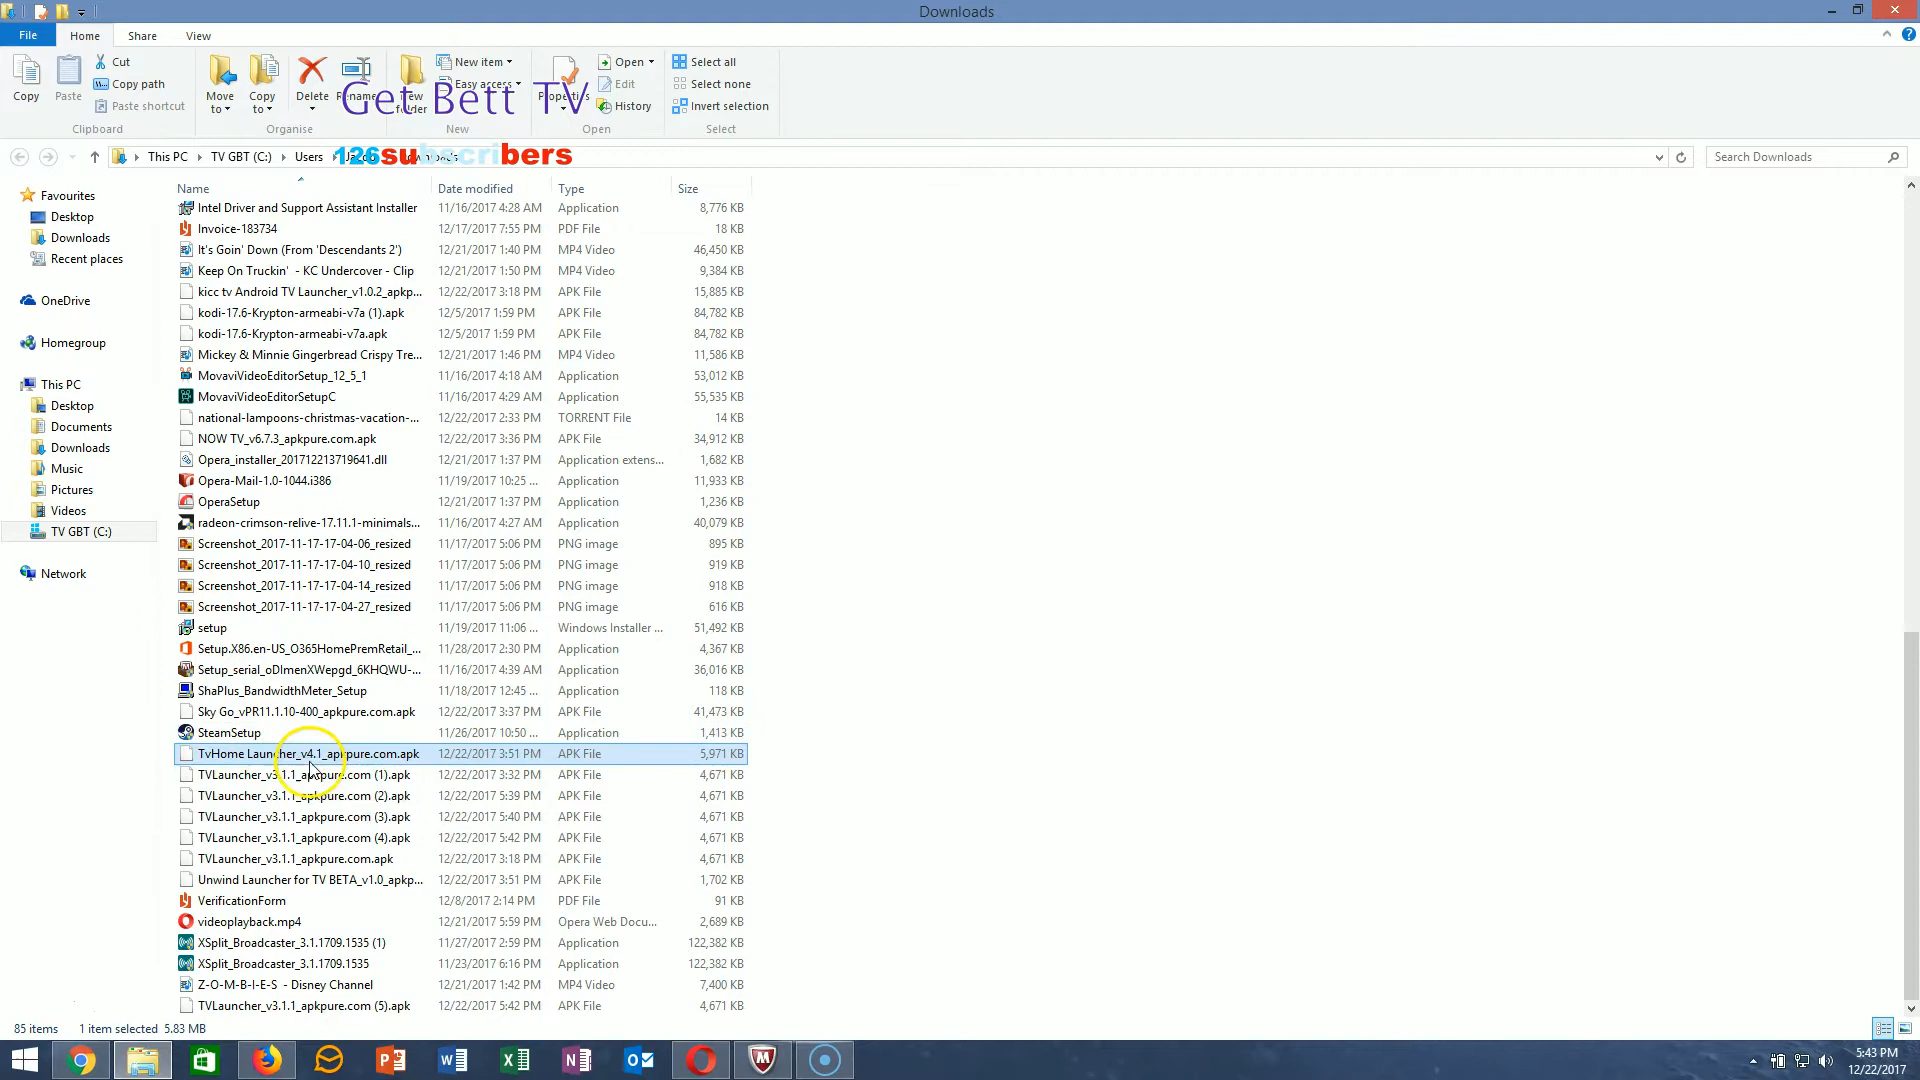 Downloads
File
Home
Share
View
Copy
Paste
Cut
Copy path
Paste shortcut
Clipboard
Move to
Copy to
Delete
Rename
Organise
New folder
New item
Easy access
New
Properties
Open
Edit
History
Open
Select all
Select none
Invert selection
Select
Get Bett TV
This PC
TV GBT (C:)
Users
126subscribers
Search Downloads
Favourites
Desktop
Downloads
Recent places
OneDrive
Homegroup
This PC
Desktop
Documents
Downloads
Music
Pictures
Videos
TV GBT (C:)
Network
Name Date modified Type Size
Intel Driver and Support Assistant Installer 11/16/2017 4:28 AM Application 8,776 KB
Invoice-183734 12/17/2017 7:55 PM PDF File 18 KB
It's Goin' Down (From 'Descendants 2') 12/21/2017 1:40 PM MP4 Video 46,450 KB
Keep On Truckin' - KC Undercover - Clip 12/21/2017 1:50 PM MP4 Video 9,384 KB
kicc tv Android TV Launcher_v1.0.2_apkp... 12/22/2017 3:18 PM APK File 15,885 KB
kodi-17.6-Krypton-armeabi-v7a (1).apk 12/5/2017 1:59 PM APK File 84,782 KB
kodi-17.6-Krypton-armeabi-v7a.apk 12/5/2017 1:59 PM APK File 84,782 KB
Mickey & Minnie Gingerbread Crispy Tre... 12/21/2017 1:46 PM MP4 Video 11,586 KB
MovaviVideoEditorSetup_12_5_1 11/16/2017 4:18 AM Application 53,012 KB
MovaviVideoEditorSetupC 11/16/2017 4:29 AM Application 55,535 KB
national-lampoons-christmas-vacation-... 12/22/2017 2:33 PM TORRENT File 14 KB
NOW TV_v6.7.3_apkpure.com.apk 12/22/2017 3:36 PM APK File 34,912 KB
Opera_installer_201712213719641.dll 12/21/2017 1:37 PM Application extens... 1,682 KB
Opera-Mail-1.0-1044.i386 11/19/2017 10:25 ... Application 11,933 KB
OperaSetup 12/21/2017 1:37 PM Application 1,236 KB
radeon-crimson-relive-17.11.1-minimals... 11/16/2017 4:27 AM Application 40,079 KB
Screenshot_2017-11-17-17-04-06_resized 11/17/2017 5:06 PM PNG image 895 KB
Screenshot_2017-11-17-17-04-10_resized 11/17/2017 5:06 PM PNG image 919 KB
Screenshot_2017-11-17-17-04-14_resized 11/17/2017 5:06 PM PNG image 918 KB
Screenshot_2017-11-17-17-04-27_resized 11/17/2017 5:06 PM PNG image 616 KB
setup 11/19/2017 11:06 ... Windows Installer ... 51,492 KB
Setup.X86.en-US_O365HomePremRetail_... 11/28/2017 2:30 PM Application 4,367 KB
Setup_serial_oDlmenXWepgd_6KHQWU-... 11/16/2017 4:39 AM Application 36,016 KB
ShaPlus_BandwidthMeter_Setup 11/18/2017 12:45 ... Application 118 KB
Sky Go_vPR11.1.10-400_apkpure.com.apk 12/22/2017 3:37 PM APK File 41,473 KB
SteamSetup 11/26/2017 10:50 ... Application 1,413 KB
TvHome Launcher_v4.1_apkpure.com.apk 12/22/2017 3:51 PM APK File 5,971 KB
TVLauncher_v3.1.1_apkpure.com (1).apk 12/22/2017 3:32 PM APK File 4,671 KB
TVLauncher_v3.1.1_apkpure.com (2).apk 12/22/2017 5:39 PM APK File 4,671 KB
TVLauncher_v3.1.1_apkpure.com (3).apk 12/22/2017 5:40 PM APK File 4,671 KB
TVLauncher_v3.1.1_apkpure.com (4).apk 12/22/2017 5:42 PM APK File 4,671 KB
TVLauncher_v3.1.1_apkpure.com.apk 12/22/2017 3:18 PM APK File 4,671 KB
Unwind Launcher for TV BETA_v1.0_apkp... 12/22/2017 3:51 PM APK File 1,702 KB
VerificationForm 12/8/2017 2:14 PM PDF File 91 KB
videoplayback.mp4 12/21/2017 5:59 PM Opera Web Docu... 2,689 KB
XSplit_Broadcaster_3.1.1709.1535 (1) 11/27/2017 2:59 PM Application 122,382 KB
XSplit_Broadcaster_3.1.1709.1535 11/23/2017 6:16 PM Application 122,382 KB
Z-O-M-B-I-E-S - Disney Channel 12/21/2017 1:42 PM MP4 Video 7,400 KB
TVLauncher_v3.1.1_apkpure.com (5).apk 12/22/2017 5:42 PM APK File 4,671 KB
85 items 1 item selected 5.83 MB
5:43 PM
12/22/2017